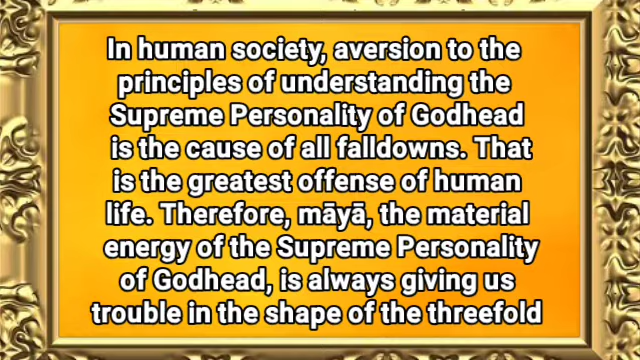 In human society, aversion to the
principles of understanding the
Supreme Personality of Godhead
is the cause of all falldowns. That
is the greatest offense of human
life. Therefore, māyā, the material
energy of the Supreme Personality
of Godhead, is always giving us
trouble in the shape of the threefold